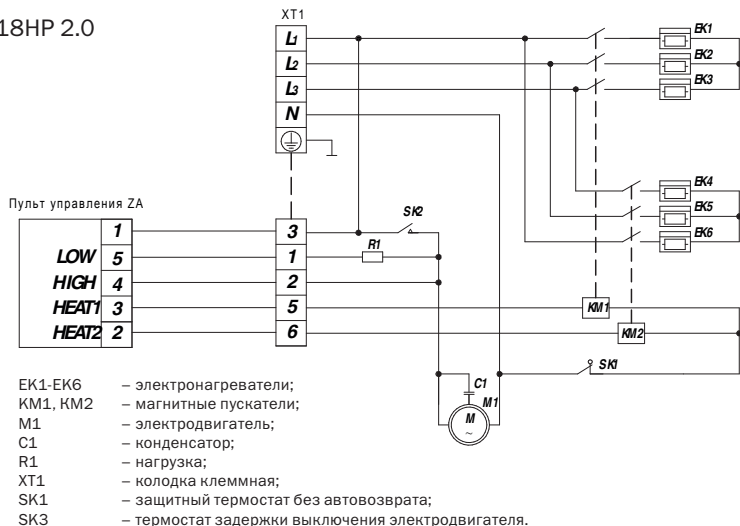 18HP 2.0
XT1
L1
L2
L3
N
EK1
EK2
EK3
EK4
EK5
EK6
Пульт управления ZA
1
LOW 5
HIGH 4
HEAT1 3
HEAT2 2
3
1
2
5
6
SK2
R1
KM1
KM2
SK1
C1
M1
M
~
EK1-EK6 – электронагреватели;
KM1, KM2 – магнитные пускатели;
M1 – электродвигатель;
C1 – конденсатор;
R1 – нагрузка;
XT1 – колодка клеммная;
SK1 – защитный термостат без автовозврата;
SK3 – термостат задержки выключения электродвигателя.